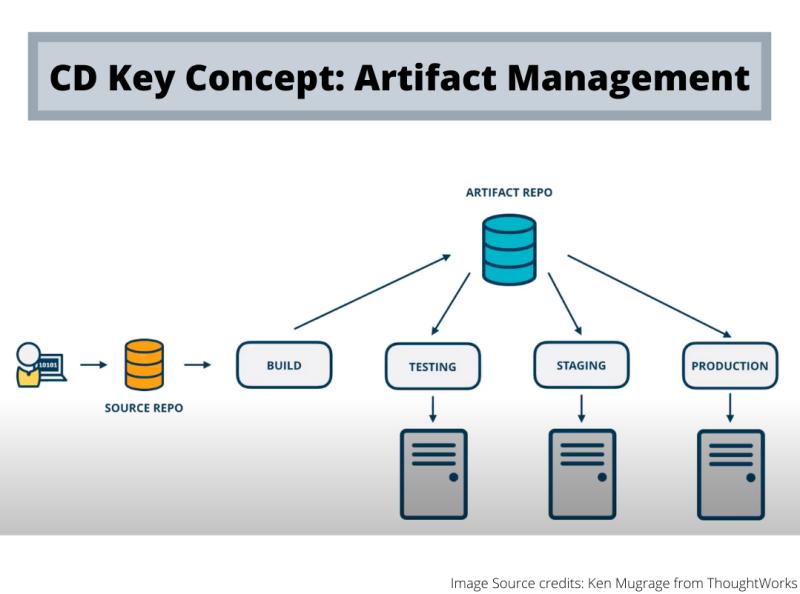 CD Key Concept: Artifact Management
ARTIFACT REPO
10101
SOURCE REPO
BUILD
TESTING
STAGING
PRODUCTION
Image Source credits: Ken Mugrage from ThoughtWorks